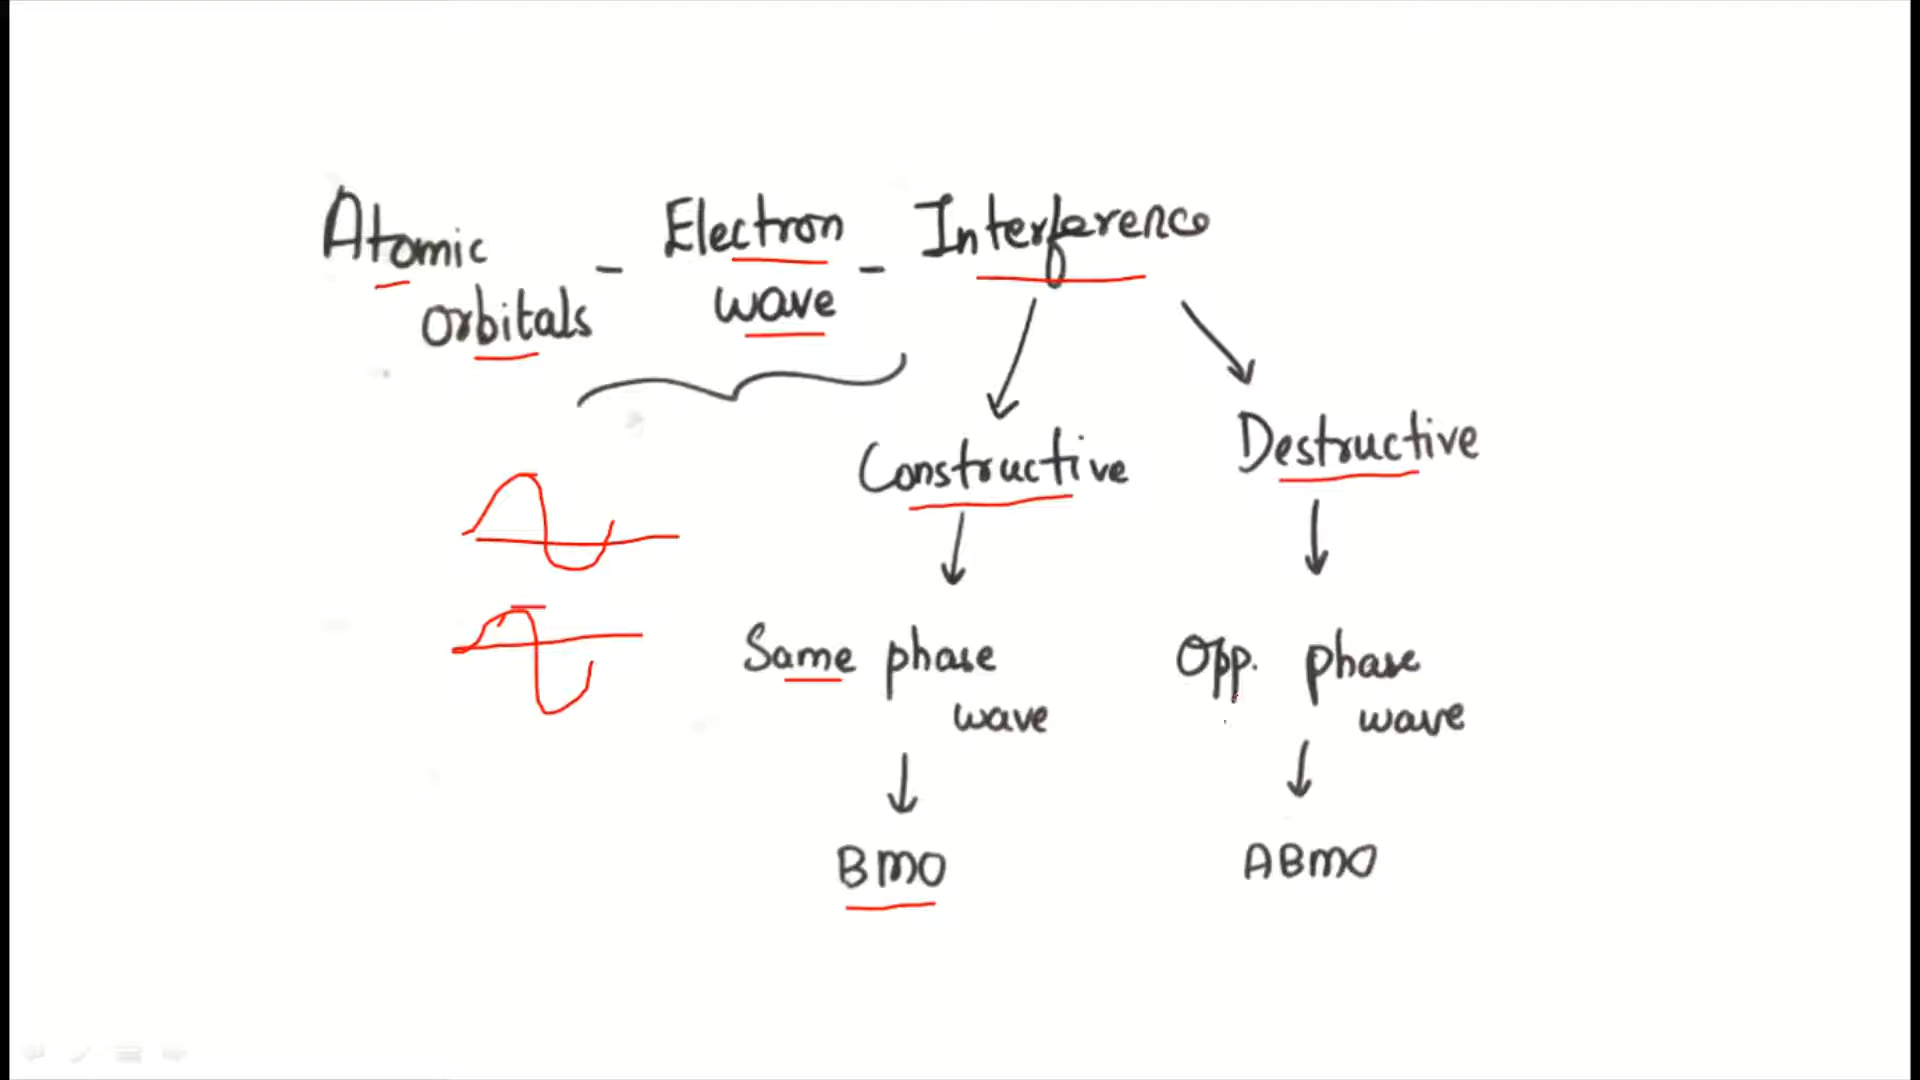 Atomic orbitals - Electron wave - Interference
Constructive
Destructive
Same phase wave
Opp. phase wave
BMO
ABMO